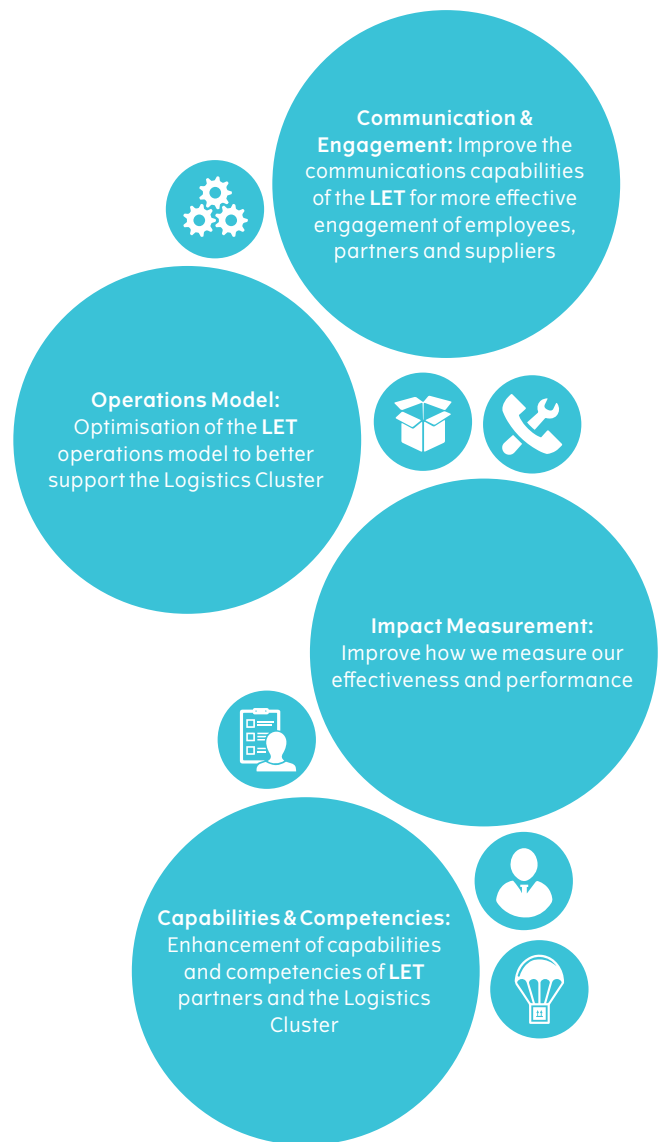 Communication &
Engagement: Improve the
communications capabilities
of the LET for more effective
engagement of employees,
partners and suppliers
Operations Model:
Optimisation of the LET
operations model to better
support the Logistics Cluster
Impact Measurement:
Improve how we measure our
effectiveness and performance
Capabilities & Competencies:
Enhancement of capabilities
and competencies of LET
partners and the Logistics
Cluster